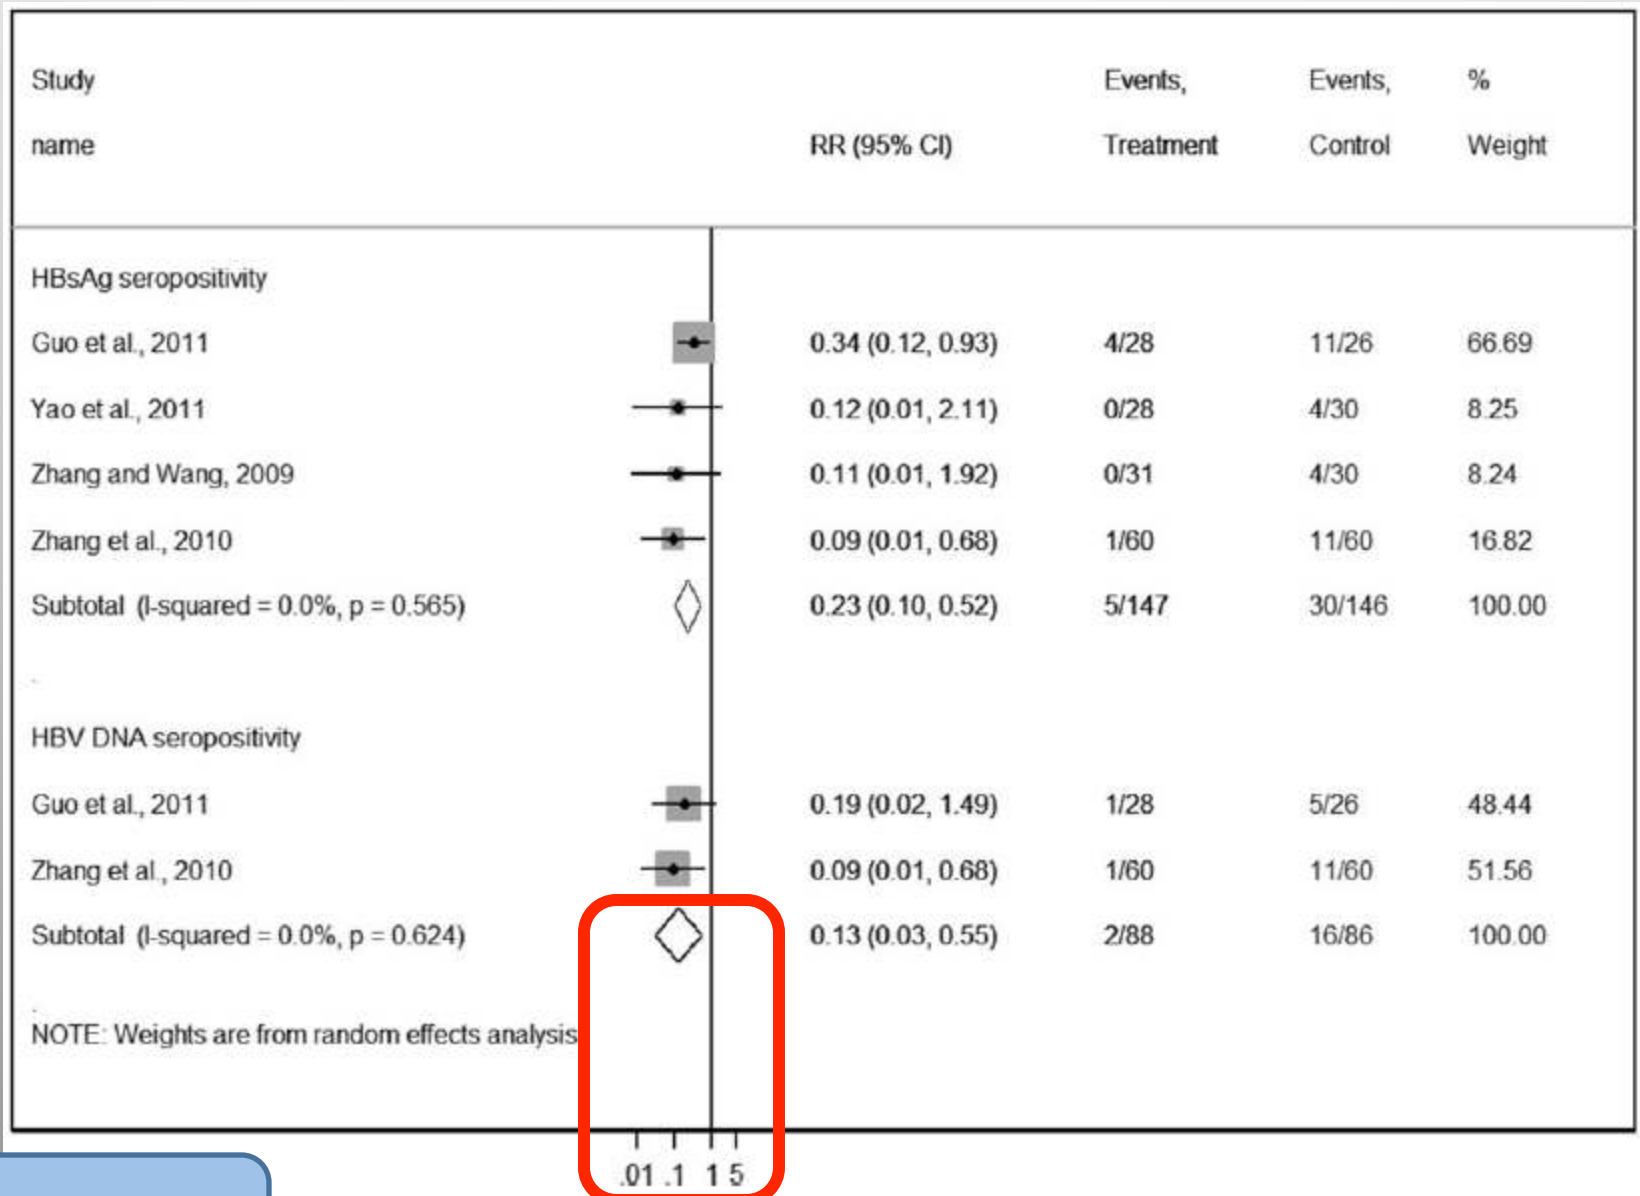 Study Events, Events, %
name RR (95% CI) Treatment Control Weight
HBsAg seropositivity
Guo et al., 2011 0.34 (0.12, 0.93) 4/28 11/26 66.69
Yao et al., 2011 0.12 (0.01, 2.11) 0/28 4/30 8.25
Zhang and Wang, 2009 0.11 (0.01, 1.92) 0/31 4/30 8.24
Zhang et al., 2010 0.09 (0.01, 0.68) 1/60 11/60 16.82
Subtotal (I-squared = 0.0%, p = 0.565) 0.23 (0.10, 0.52) 5/147 30/146 100.00
.
HBV DNA seropositivity
Guo et al., 2011 0.19 (0.02, 1.49) 1/28 5/26 48.44
Zhang et al., 2010 0.09 (0.01, 0.68) 1/60 11/60 51.56
Subtotal (I-squared = 0.0%, p = 0.624) 0.13 (0.03, 0.55) 2/88 16/86 100.00
.
NOTE: Weights are from random effects analysis
.01 .1 1 5